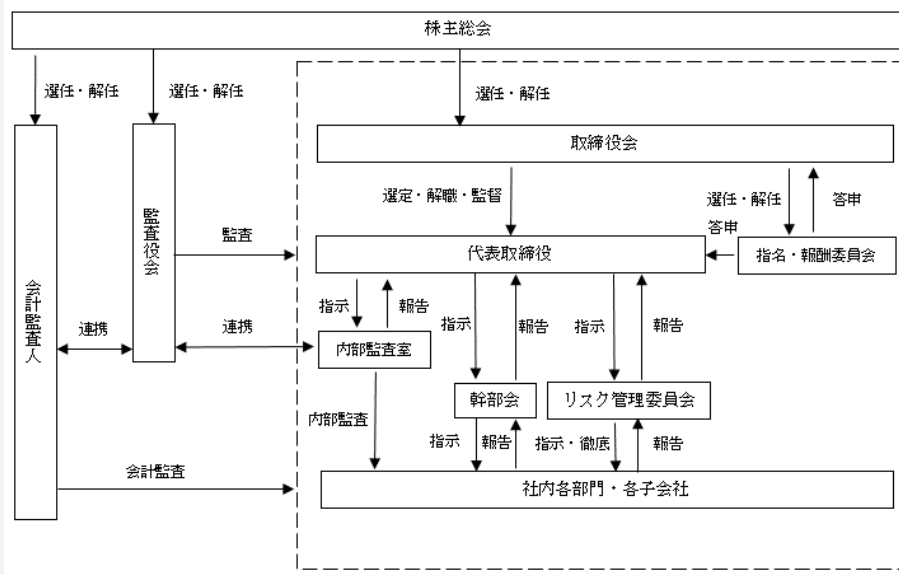 株主総会
選任・解任
選任・解任
選任・解任
取締役会
選定・解職・監督
選任・解任
答申
答申
監査役会
監査
代表取締役
指名・報酬委員会
会計監査人
指示
報告
指示
報告
指示
報告
連携
連携
内部監査室
幹部会
リスク管理委員会
内部監査
指示
報告
指示・徹底
報告
会計監査
社内各部門・各子会社